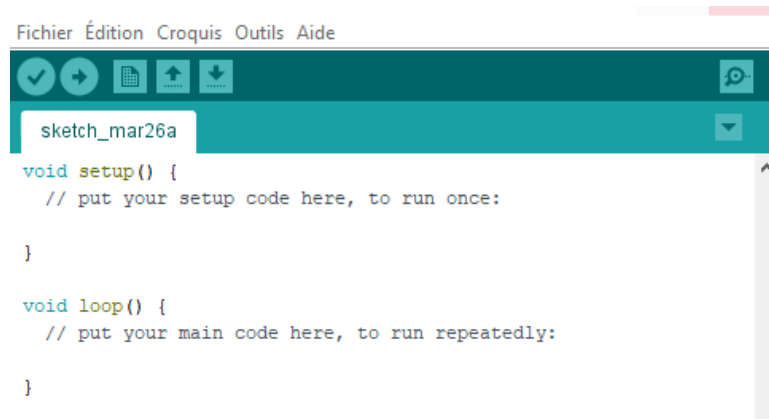 Fichier Édition Croquis Outils Aide
sketch_mar26a
void setup() {
  // put your setup code here, to run once:
}
void loop() {
  // put your main code here, to run repeatedly:
}